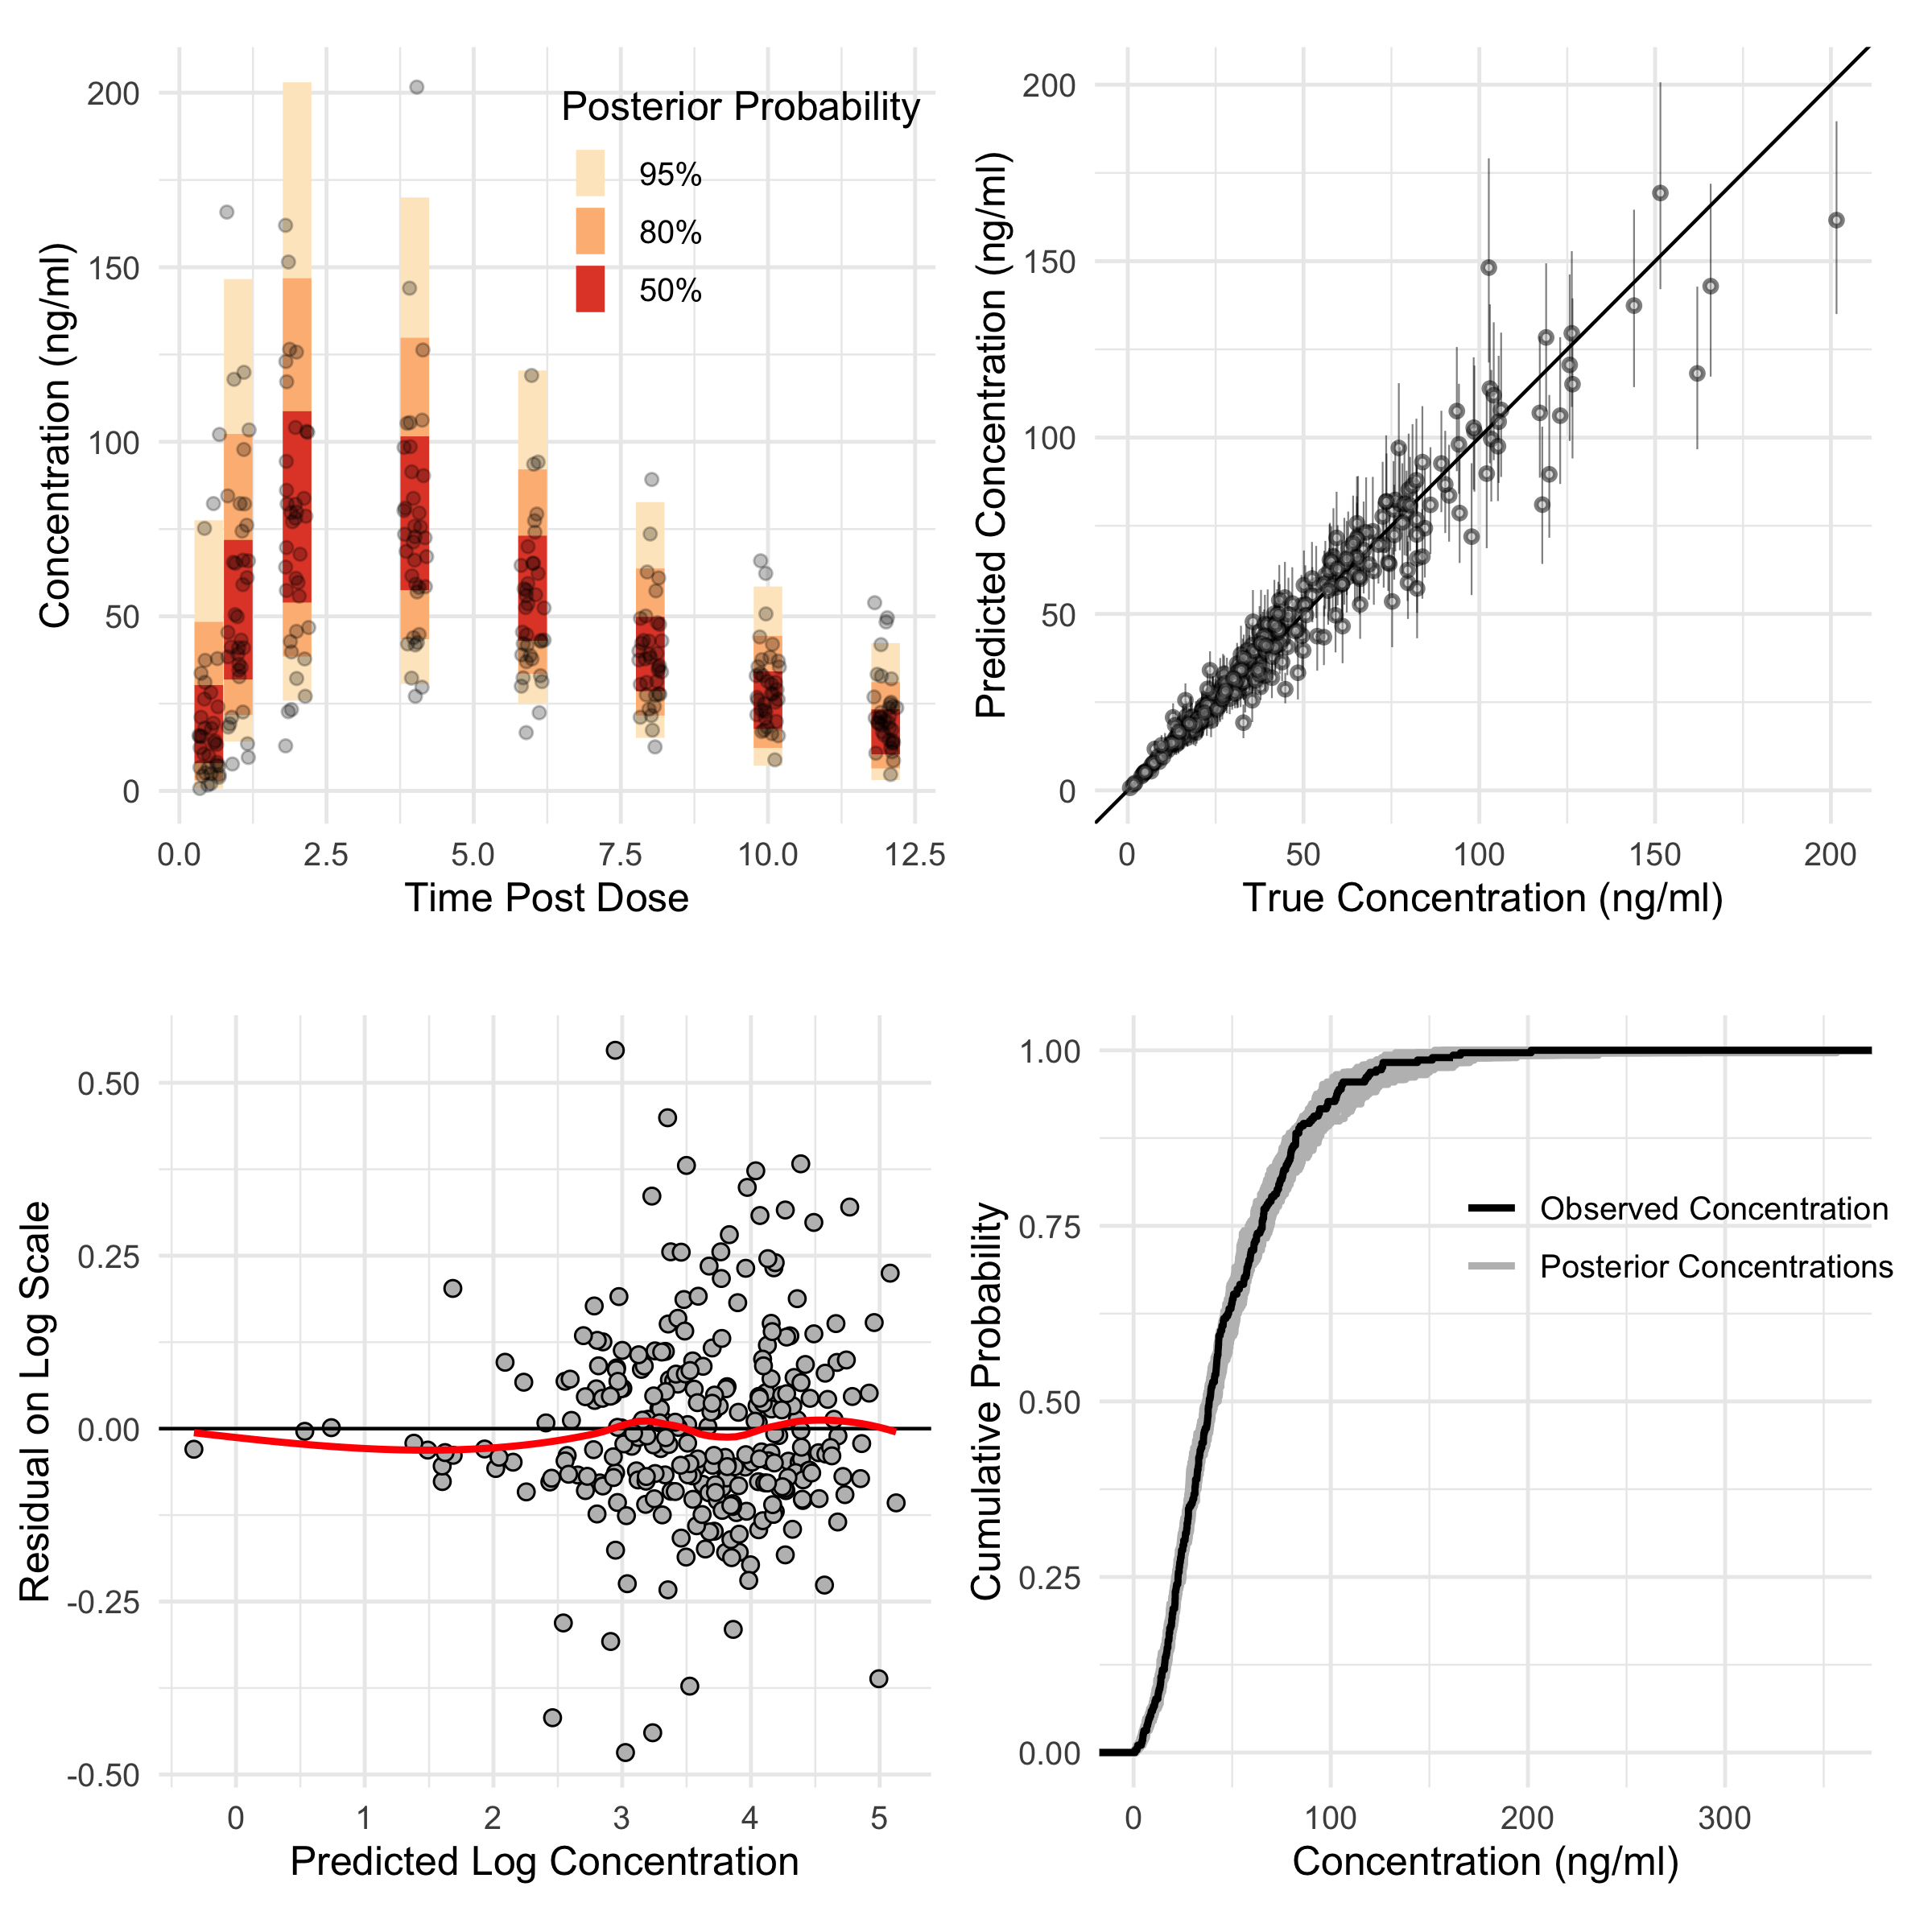 Concentration (ng/ml)
200
150
100
50
0
Posterior Probability
95%
80%
50%
0.0 2.5 5.0 7.5 10.0 12.5
Time Post Dose
Predicted Concentration (ng/ml)
200
150
100
50
0
0 50 100 150 200
True Concentration (ng/ml)
Residual on Log Scale
0.50
0.25
0.00
-0.25
-0.50
0 1 2 3 4 5
Predicted Log Concentration
Cumulative Probability
1.00
0.75
0.50
0.25
0.00
Observed Concentration
Posterior Concentrations
0 100 200 300
Concentration (ng/ml)